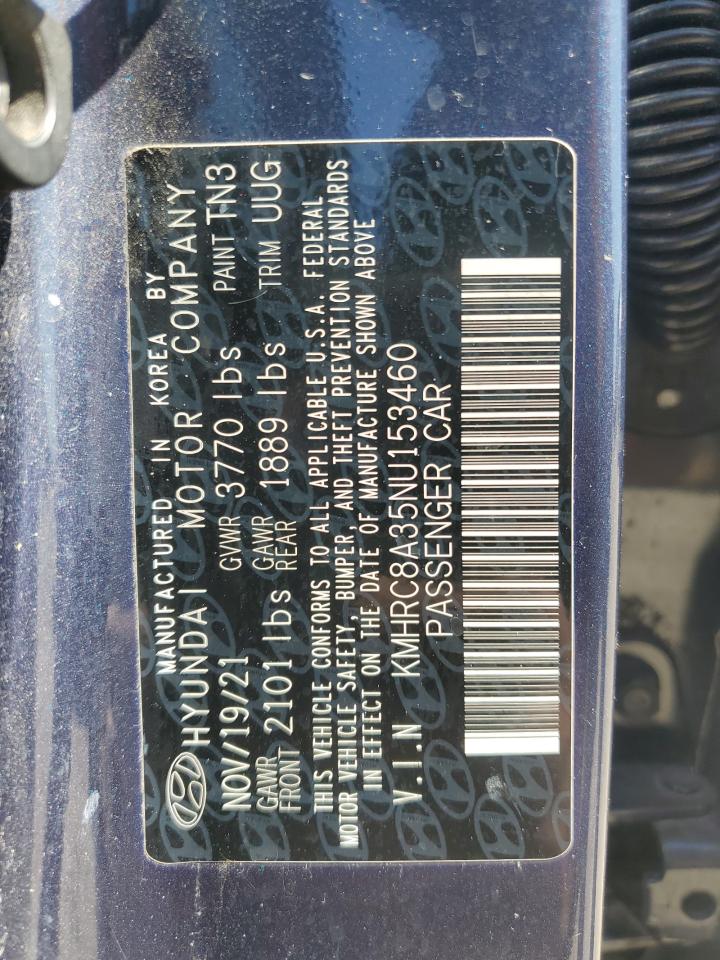 MANUFACTURED IN KOREA BY
HYUNDAI MOTOR COMPANY
NOV/19/21 GVWR 3770 lbs PAINT TN3
GAWR FRONT 2101 lbs GAWR REAR 1889 lbs TRIM UUG
THIS VEHICLE CONFORMS TO ALL APPLICABLE U.S.A. FEDERAL
MOTOR VEHICLE SAFETY, BUMPER, AND THEFT PREVENTION STANDARDS
IN EFFECT ON THE DATE OF MANUFACTURE SHOWN ABOVE
V.I.N KMHRC8A35NU153460
PASSENGER CAR